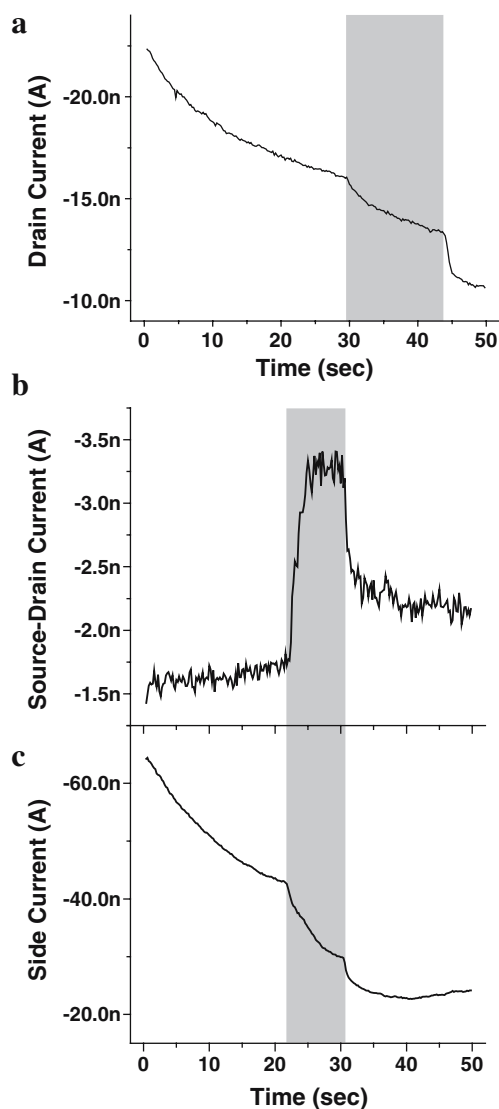 a
Drain Current (A)
-20.0n
-15.0n
-10.0n
0 10 20 30 40 50
Time (sec)
b
Source-Drain Current (A)
-3.5n
-3.0n
-2.5n
-2.0n
-1.5n
c
Side Current (A)
-60.0n
-40.0n
-20.0n
0 10 20 30 40 50
Time (sec)